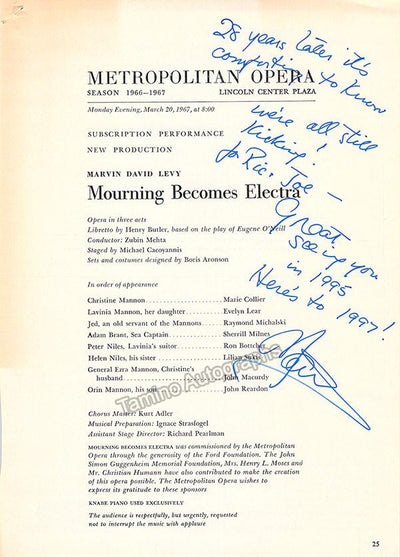 28 years later it's
comforting to know
we're all still
kicking!
for Ric. Joe —
Great
seeing you
in 1995
Here's to 1997!
METROPOLITAN OPERA
SEASON 1966–1967 LINCOLN CENTER PLAZA
Monday Evening, March 20, 1967, at 8:00
SUBSCRIPTION PERFORMANCE
NEW PRODUCTION
MARVIN DAVID LEVY
Mourning Becomes Electra
Opera in three acts
Libretto by Henry Butler, based on the play of Eugene O'Neill
Conductor: Zubin Mehta
Staged by Michael Cacoyannis
Sets and costumes designed by Boris Aronson
In order of appearance
Christine Mannon Marie Collier
Lavinia Mannon, her daughter Evelyn Lear
Jed, an old servant of the Mannons Raymond Michalski
Adam Brant, Sea Captain Sherrill Milnes
Peter Niles, Lavinia's suitor Ron Bottcher
Helen Niles, his sister Lilian Sukis
General Ezra Mannon, Christine's
husband John Macurdy
Orin Mannon, his son John Reardon
Tamino Autographs
Chorus Master: Kurt Adler
Musical Preparation: Ignace Strasfogel
Assistant Stage Director: Richard Pearlman
MOURNING BECOMES ELECTRA was commissioned by the Metropolitan
Opera through the generosity of the Ford Foundation. The John
Simon Guggenheim Memorial Foundation, Mrs. Henry L. Moses and
Mr. Christian Humann have also contributed to make the creation
of this opera possible. The Metropolitan Opera wishes to
express its gratitude to these sponsors
KNABE PIANO USED EXCLUSIVELY
The audience is respectfully, but urgently, requested
not to interrupt the music with applause
25